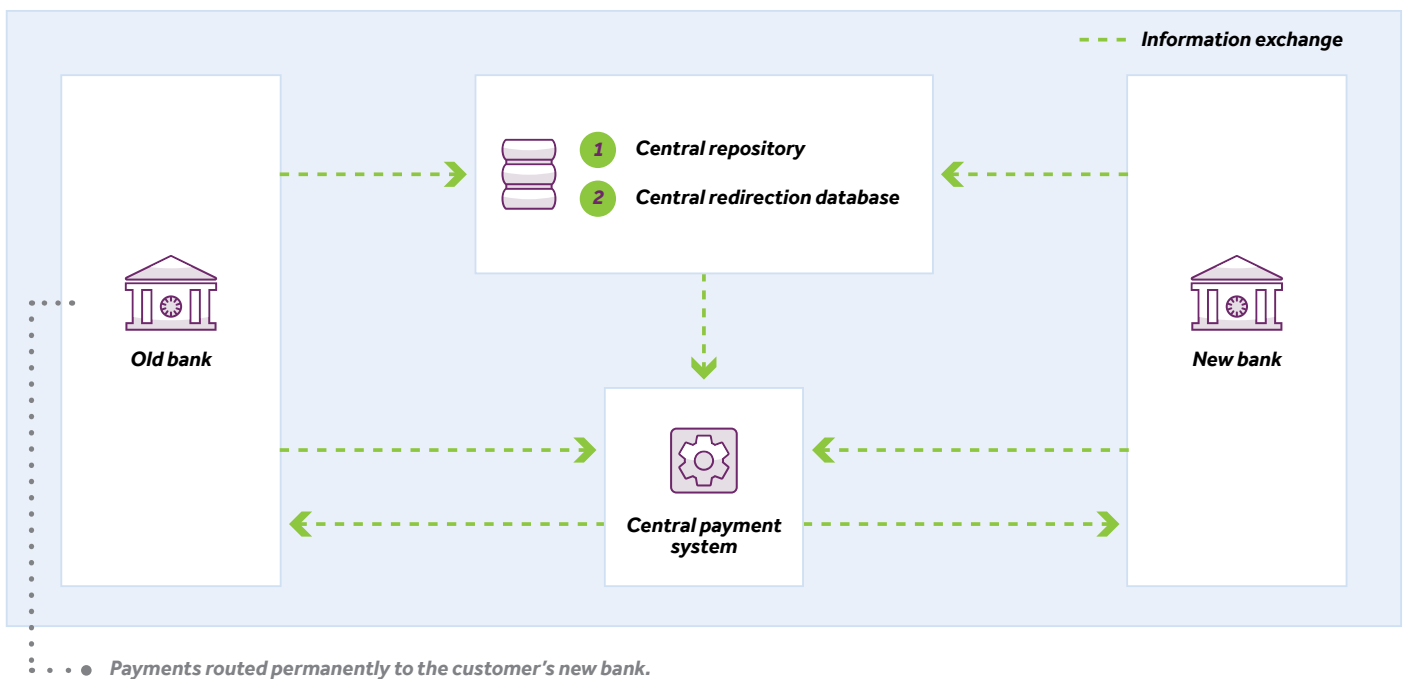 Information exchange
1 Central repository
2 Central redirection database
Old bank
New bank
Central payment
system
Payments routed permanently to the customer’s new bank.